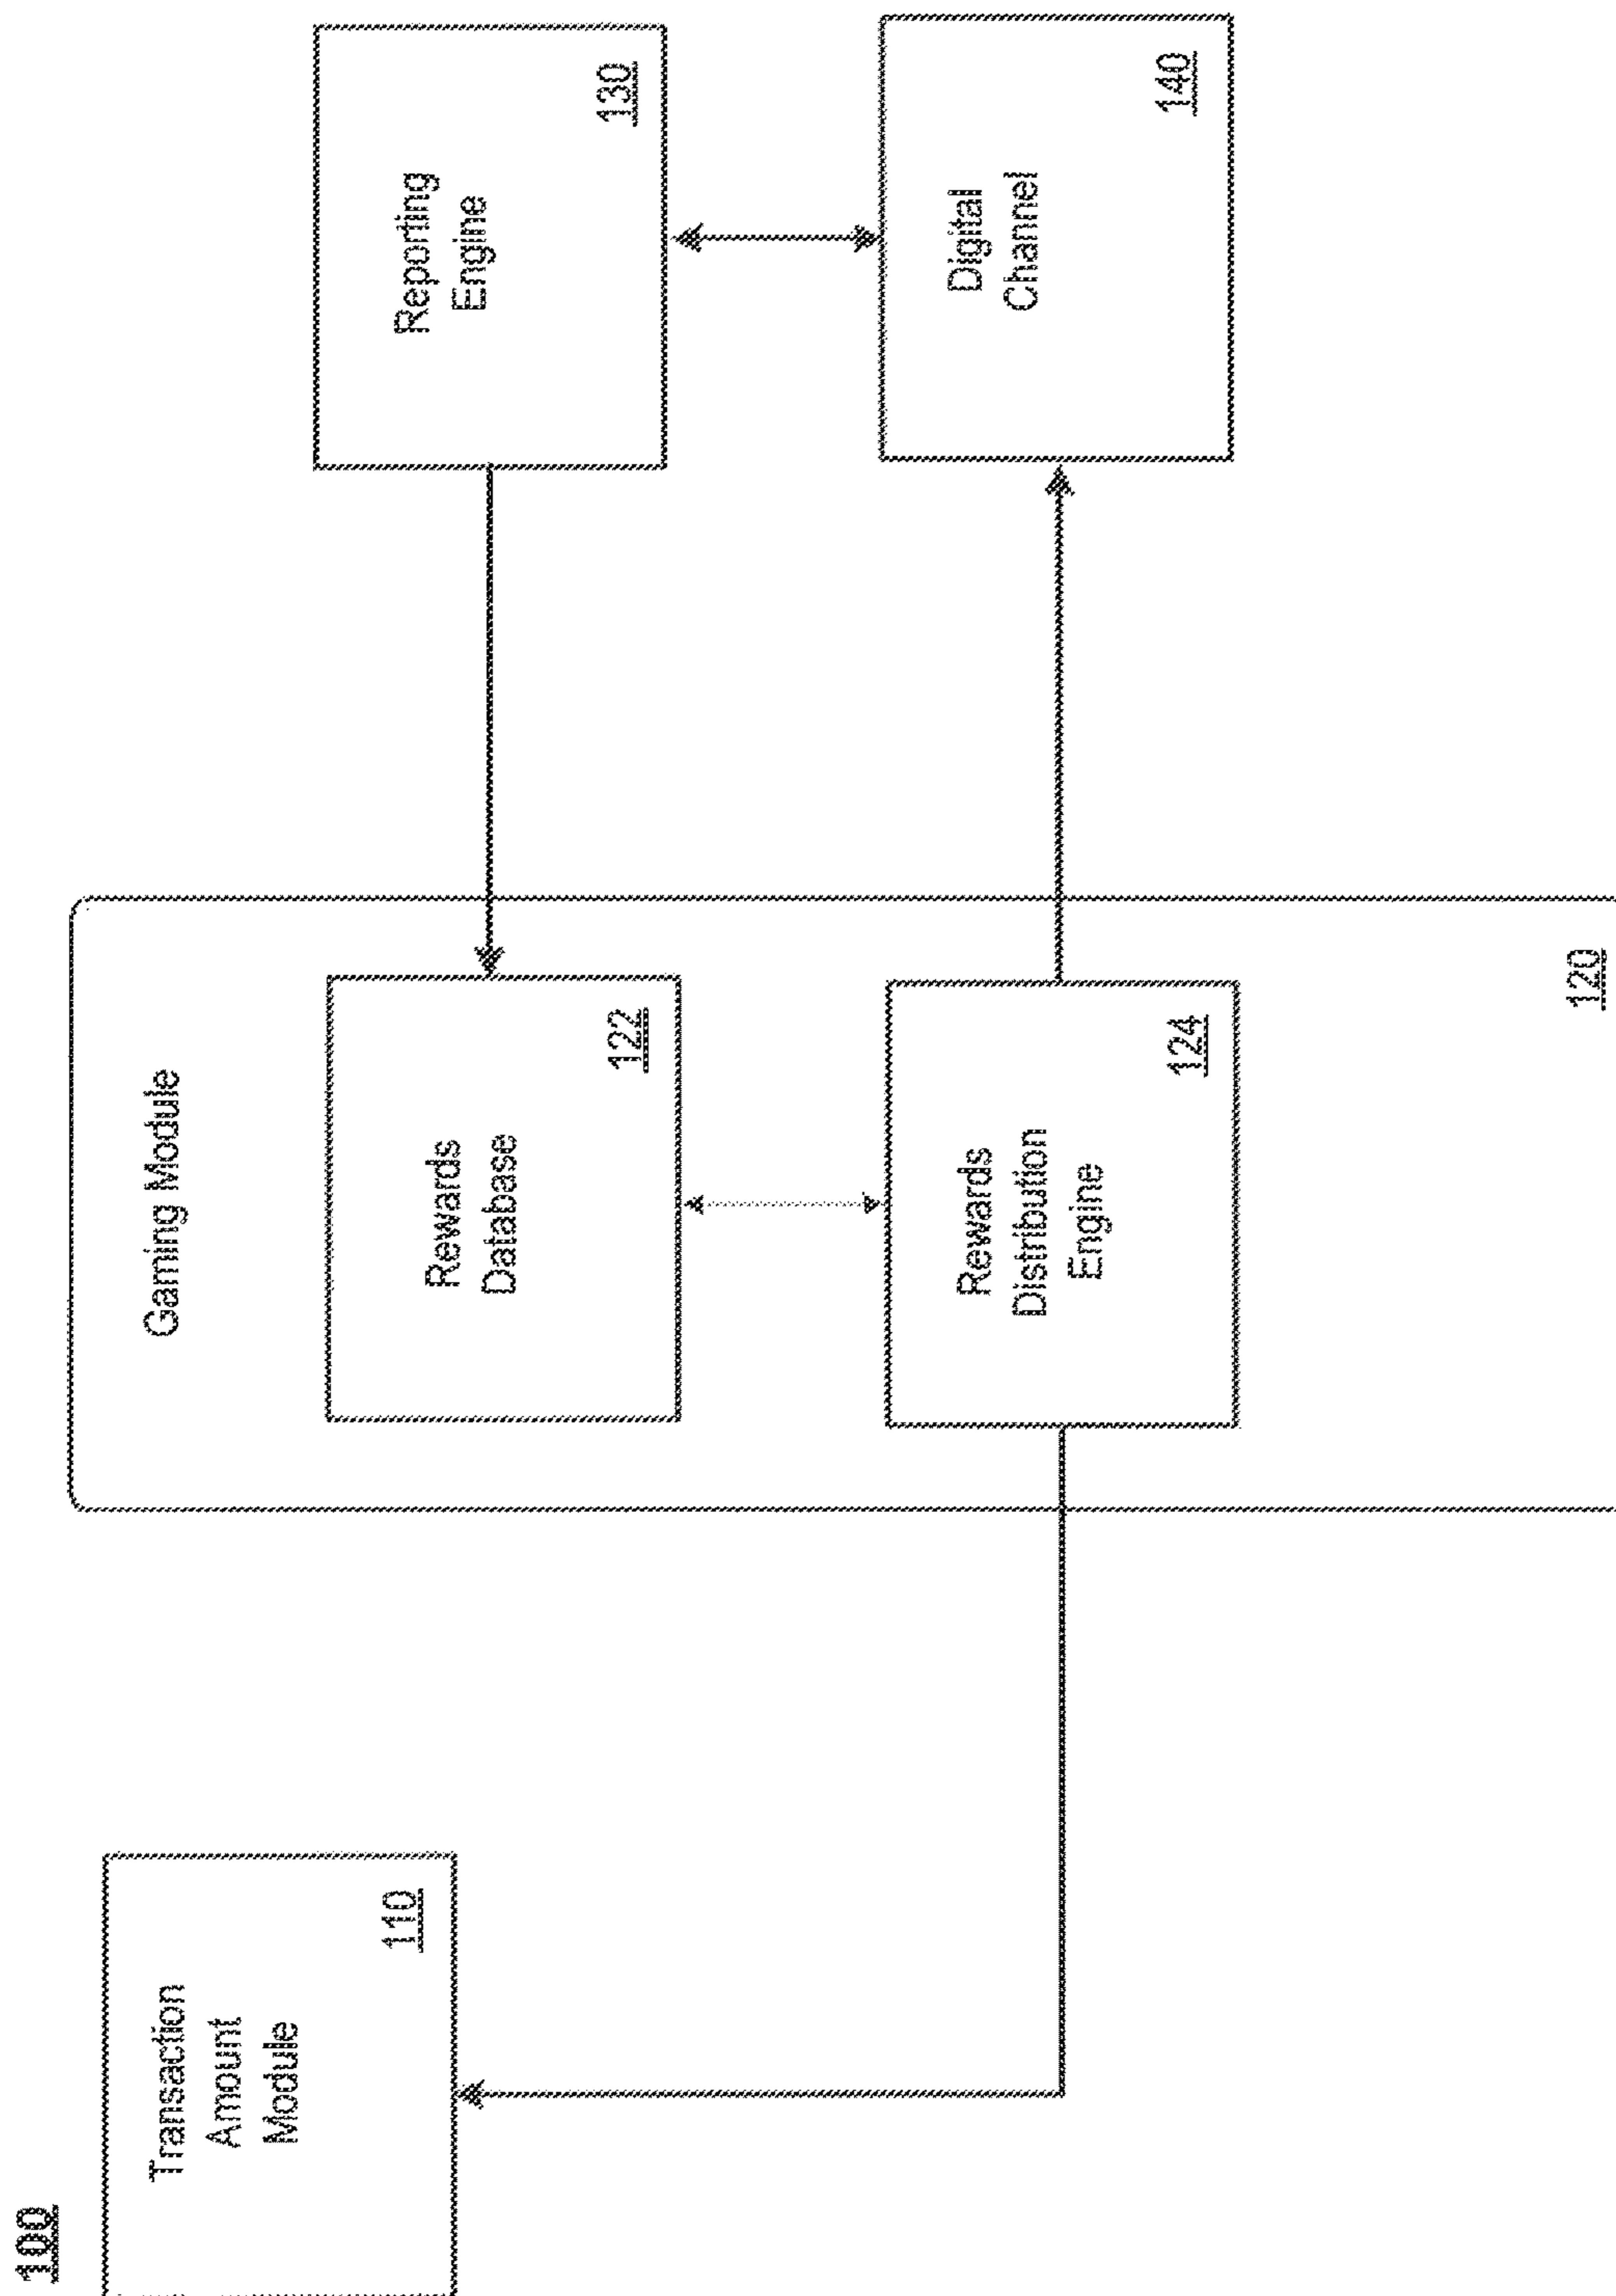 100
Transaction
Amount
Module
110
Gaming Module
Rewards
Database
122
Rewards
Distribution
Engine
124
120
Reporting
Engine
130
Digital
Channel
140